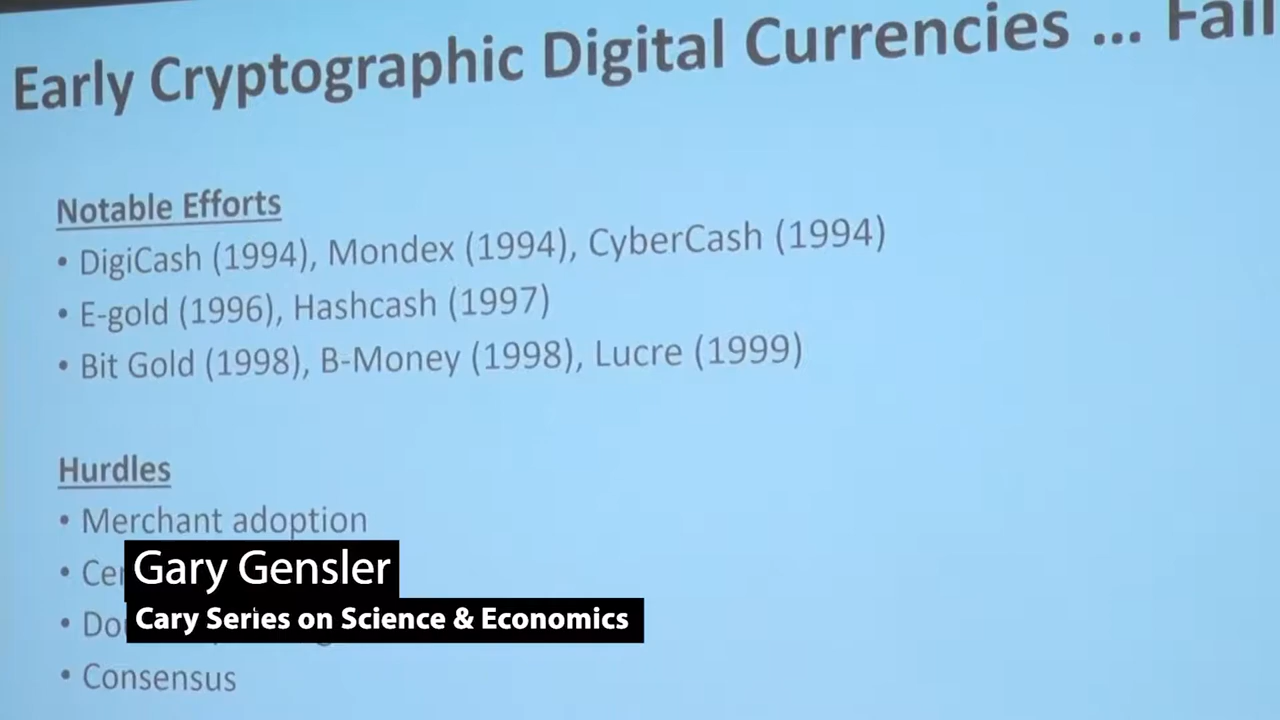 Early Cryptographic Digital Currencies ... Fail
Notable Efforts
• DigiCash (1994), Mondex (1994), CyberCash (1994)
• E-gold (1996), Hashcash (1997)
• Bit Gold (1998), B-Money (1998), Lucre (1999)
Hurdles
• Merchant adoption
• Cen
• Do
• Consensus
Gary Gensler
Cary Series on Science & Economics